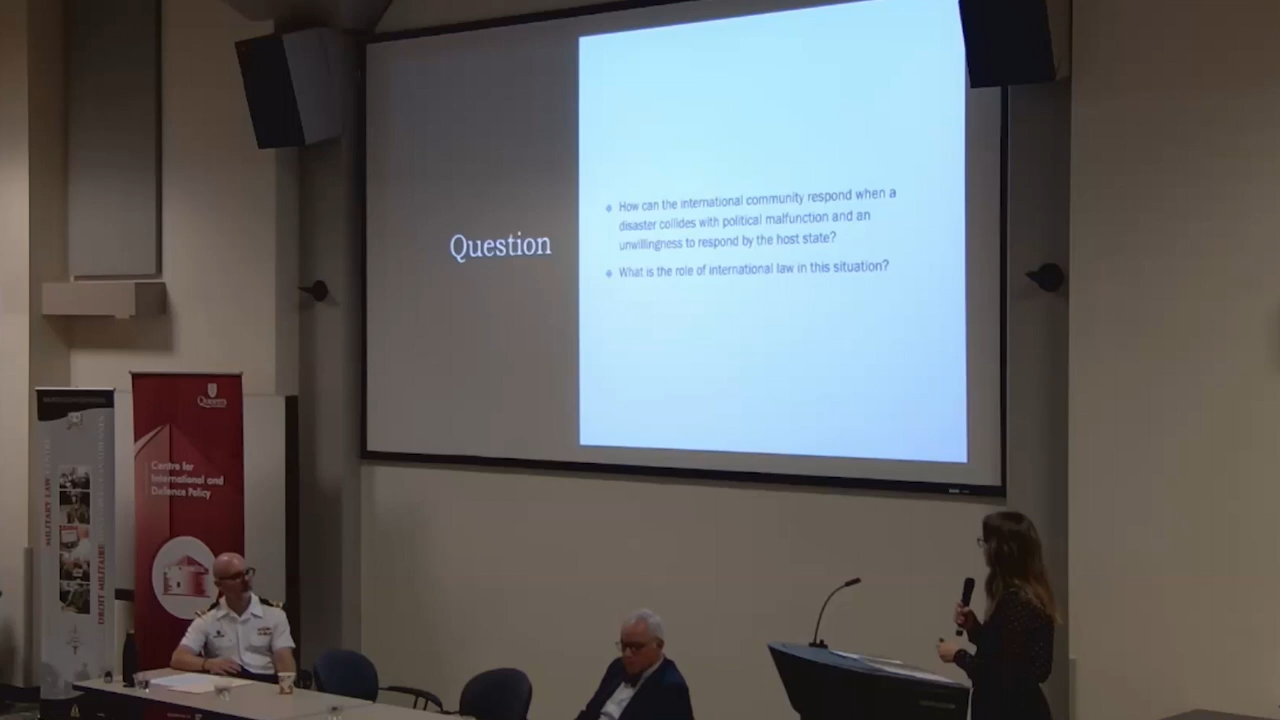 Question
How can the international community respond when a
disaster collides with political malfunction and an
unwillingness to respond by the host state?
What is the role of international law in this situation?
Queen's
Centre for
International and
Defence Policy
MILITARY LAW
DROIT MILITAIRE